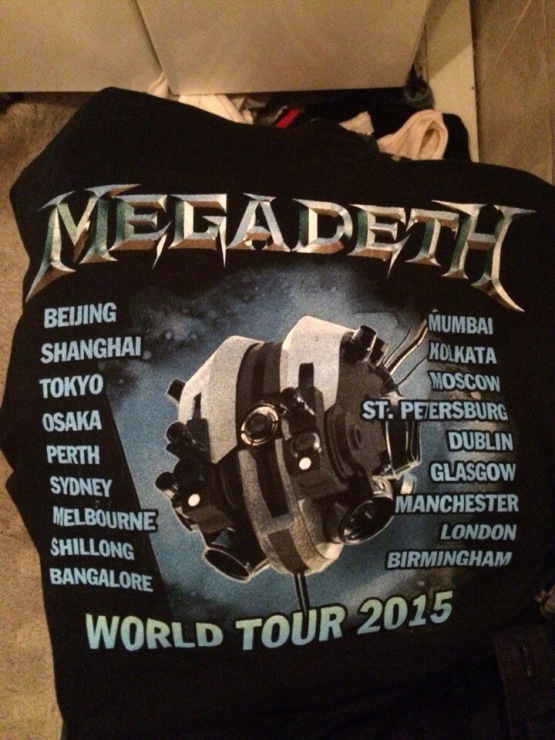 MEGADETH
BEIJING
SHANGHAI
TOKYO
OSAKA
PERTH
SYDNEY
MELBOURNE
SHILLONG
BANGALORE
MUMBAI
KOLKATA
MOSCOW
ST. PETERSBURG
DUBLIN
GLASGOW
MANCHESTER
LONDON
BIRMINGHAM
WORLD TOUR 2015